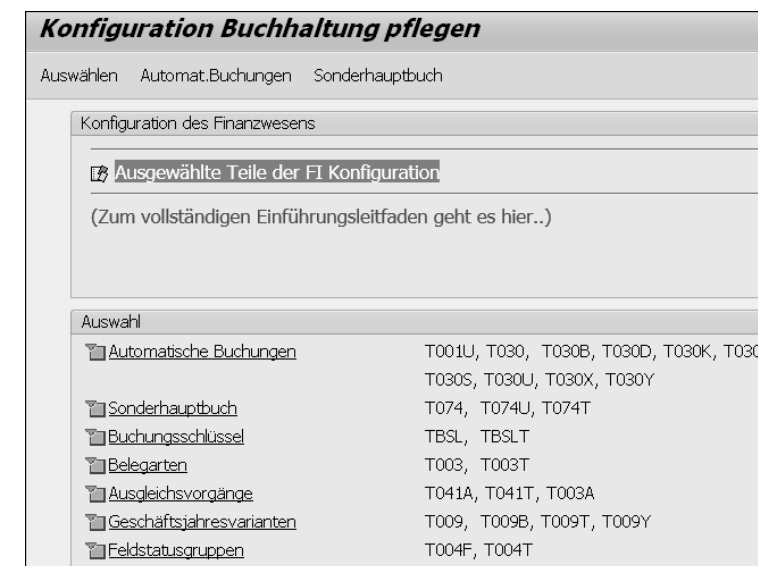 Konfiguration Buchhaltung pflegen
Auswählen Automat.Buchungen Sonderhauptbuch
Konfiguration des Finanzwesens
Ausgewählte Teile der FI Konfiguration
(Zum vollständigen Einführungsleitfaden geht es hier..)
Auswahl
Automatische Buchungen T001U, T030, T030B, T030D, T030K,
T030S, T030U, T030X, T030Y
Sonderhauptbuch T074, T074U, T074T
Buchungsschlüssel TBSL, TBSLT
Belegarten T003, T003T
Ausgleichsvorgänge T041A, T041T, T003A
Geschäftsjahresvarianten T009, T009B, T009T, T009Y
Feldstatusgruppen T004F, T004T